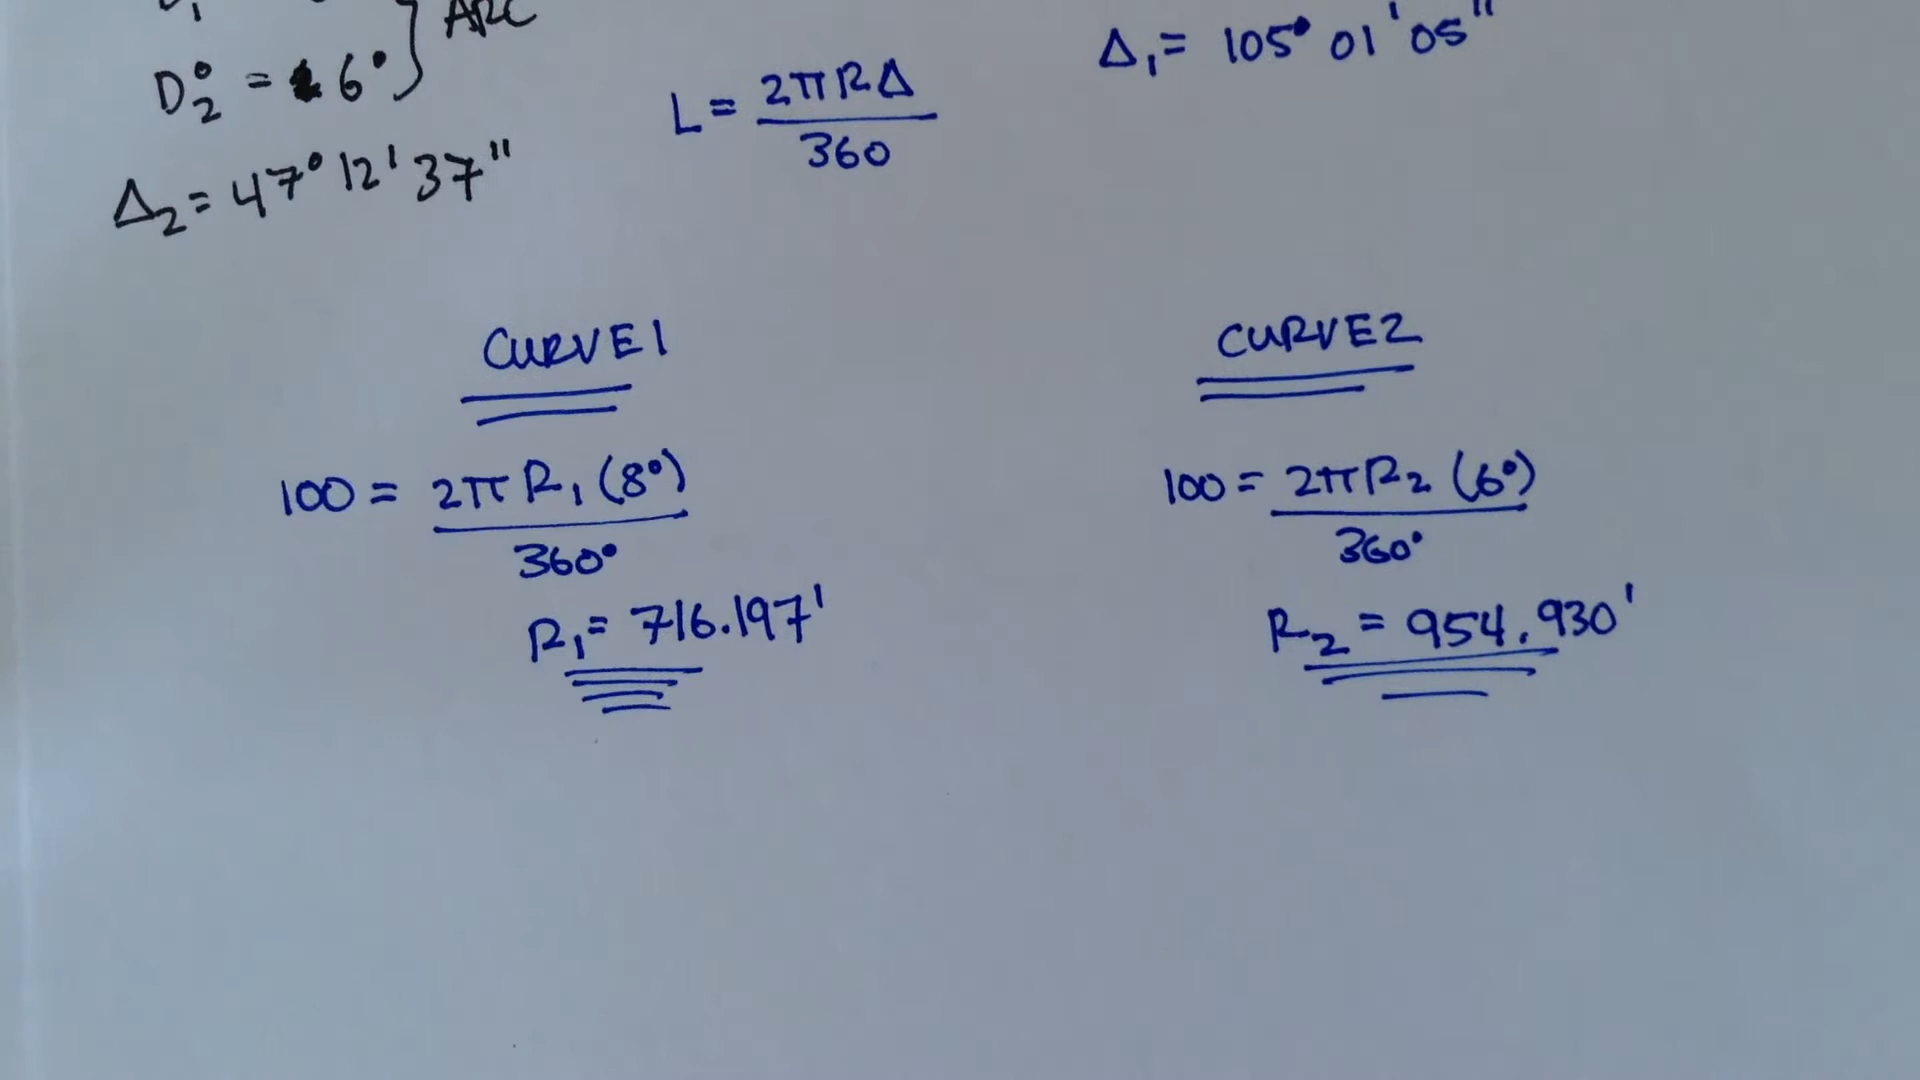 D°₂ = 6° ARC
Δ₂ = 47° 12' 37"
L = 2πRΔ
360
Δ₁ = 105° 01' 05"
CURVE 1
100 = 2πR₁ (8°)
360°
R₁ = 716.197'
CURVE 2
100 = 2πR₂ (6°)
360°
R₂ = 954.930'